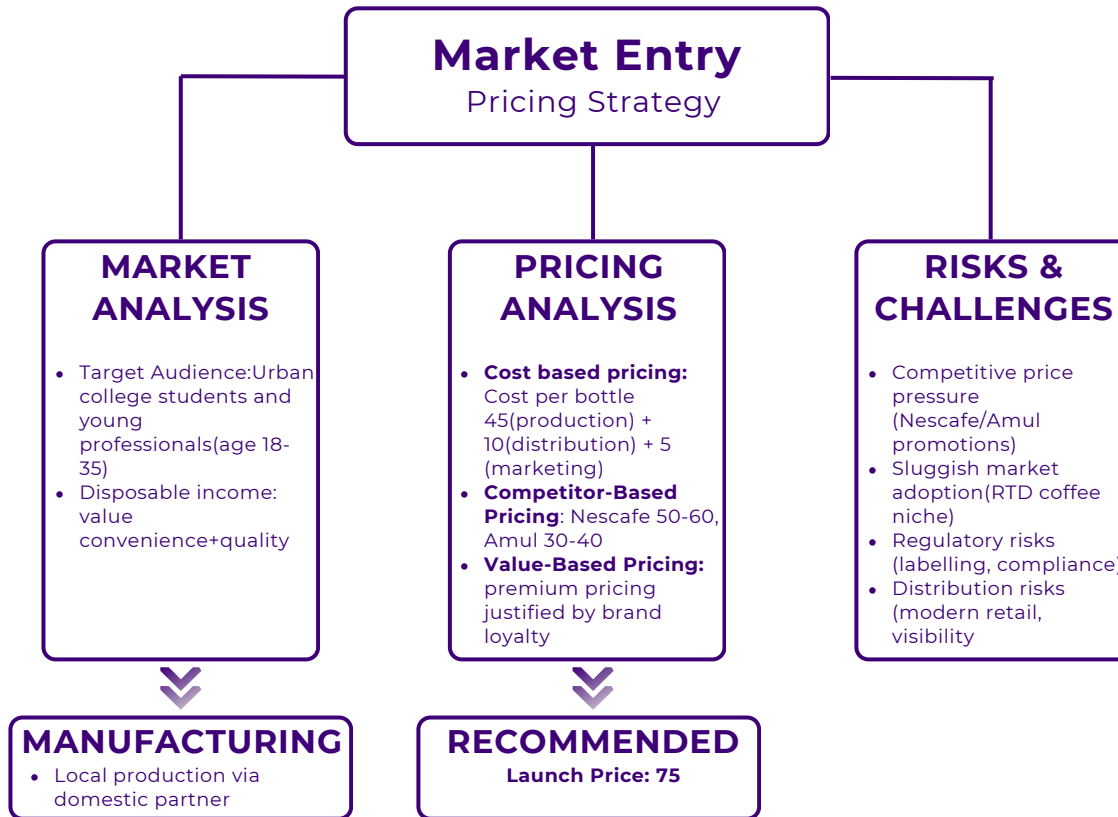 Market Entry
Pricing Strategy
MARKET
ANALYSIS
Target Audience:Urban
college students and
young
professionals(age 18-
35)
Disposable income:
value
convenience+quality
MANUFACTURING
Local production via
domestic partner
PRICING
ANALYSIS
Cost based pricing:
Cost per bottle
45(production) +
10(distribution) + 5
(marketing)
Competitor-Based
Pricing: Nescafe 50-60,
Amul 30-40
Value-Based Pricing:
premium pricing
justified by brand
loyalty
RECOMMENDED
Launch Price: 75
RISKS &
CHALLENGES
Competitive price
pressure
(Nescafe/Amul
promotions)
Sluggish market
adoption(RTD coffee
niche)
Regulatory risks
(labelling, compliance)
Distribution risks
(modern retail,
visibility